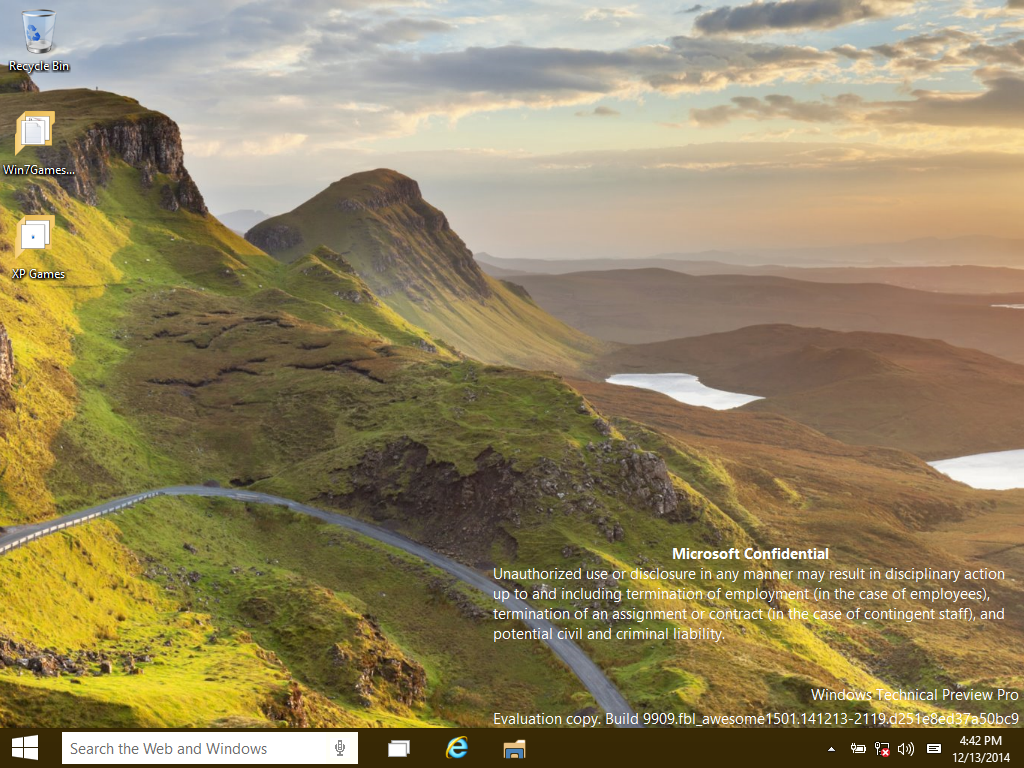 Recycle Bin
Win7Games...
XP Games
Microsoft Confidential
Unauthorized use or disclosure in any manner may result in disciplinary action
up to and including termination of employment (in the case of employees),
termination of an assignment or contract (in the case of contingent staff), and
potential civil and criminal liability.
Windows Technical Preview Pro
Evaluation copy. Build 9909.fbl_awesome1501.141213-2119.d251e8ed37a50bc9
Search the Web and Windows
4:42 PM
12/13/2014